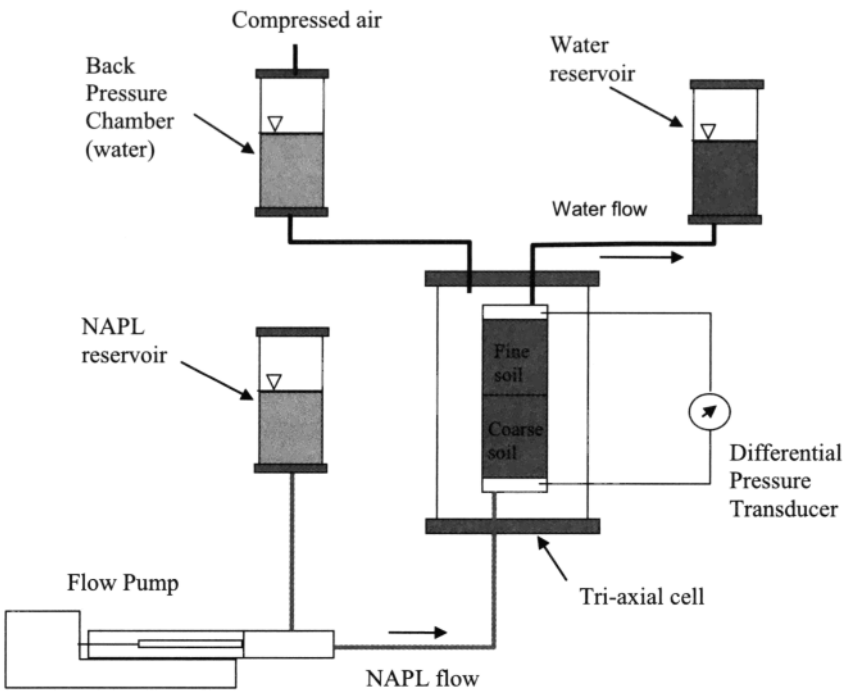 Compressed air
Back
Pressure
Chamber
(water)
Water
reservoir
Water flow
NAPL
reservoir
Fine
soil
Coarse
soil
Differential
Pressure
Transducer
Tri-axial cell
Flow Pump
NAPL flow